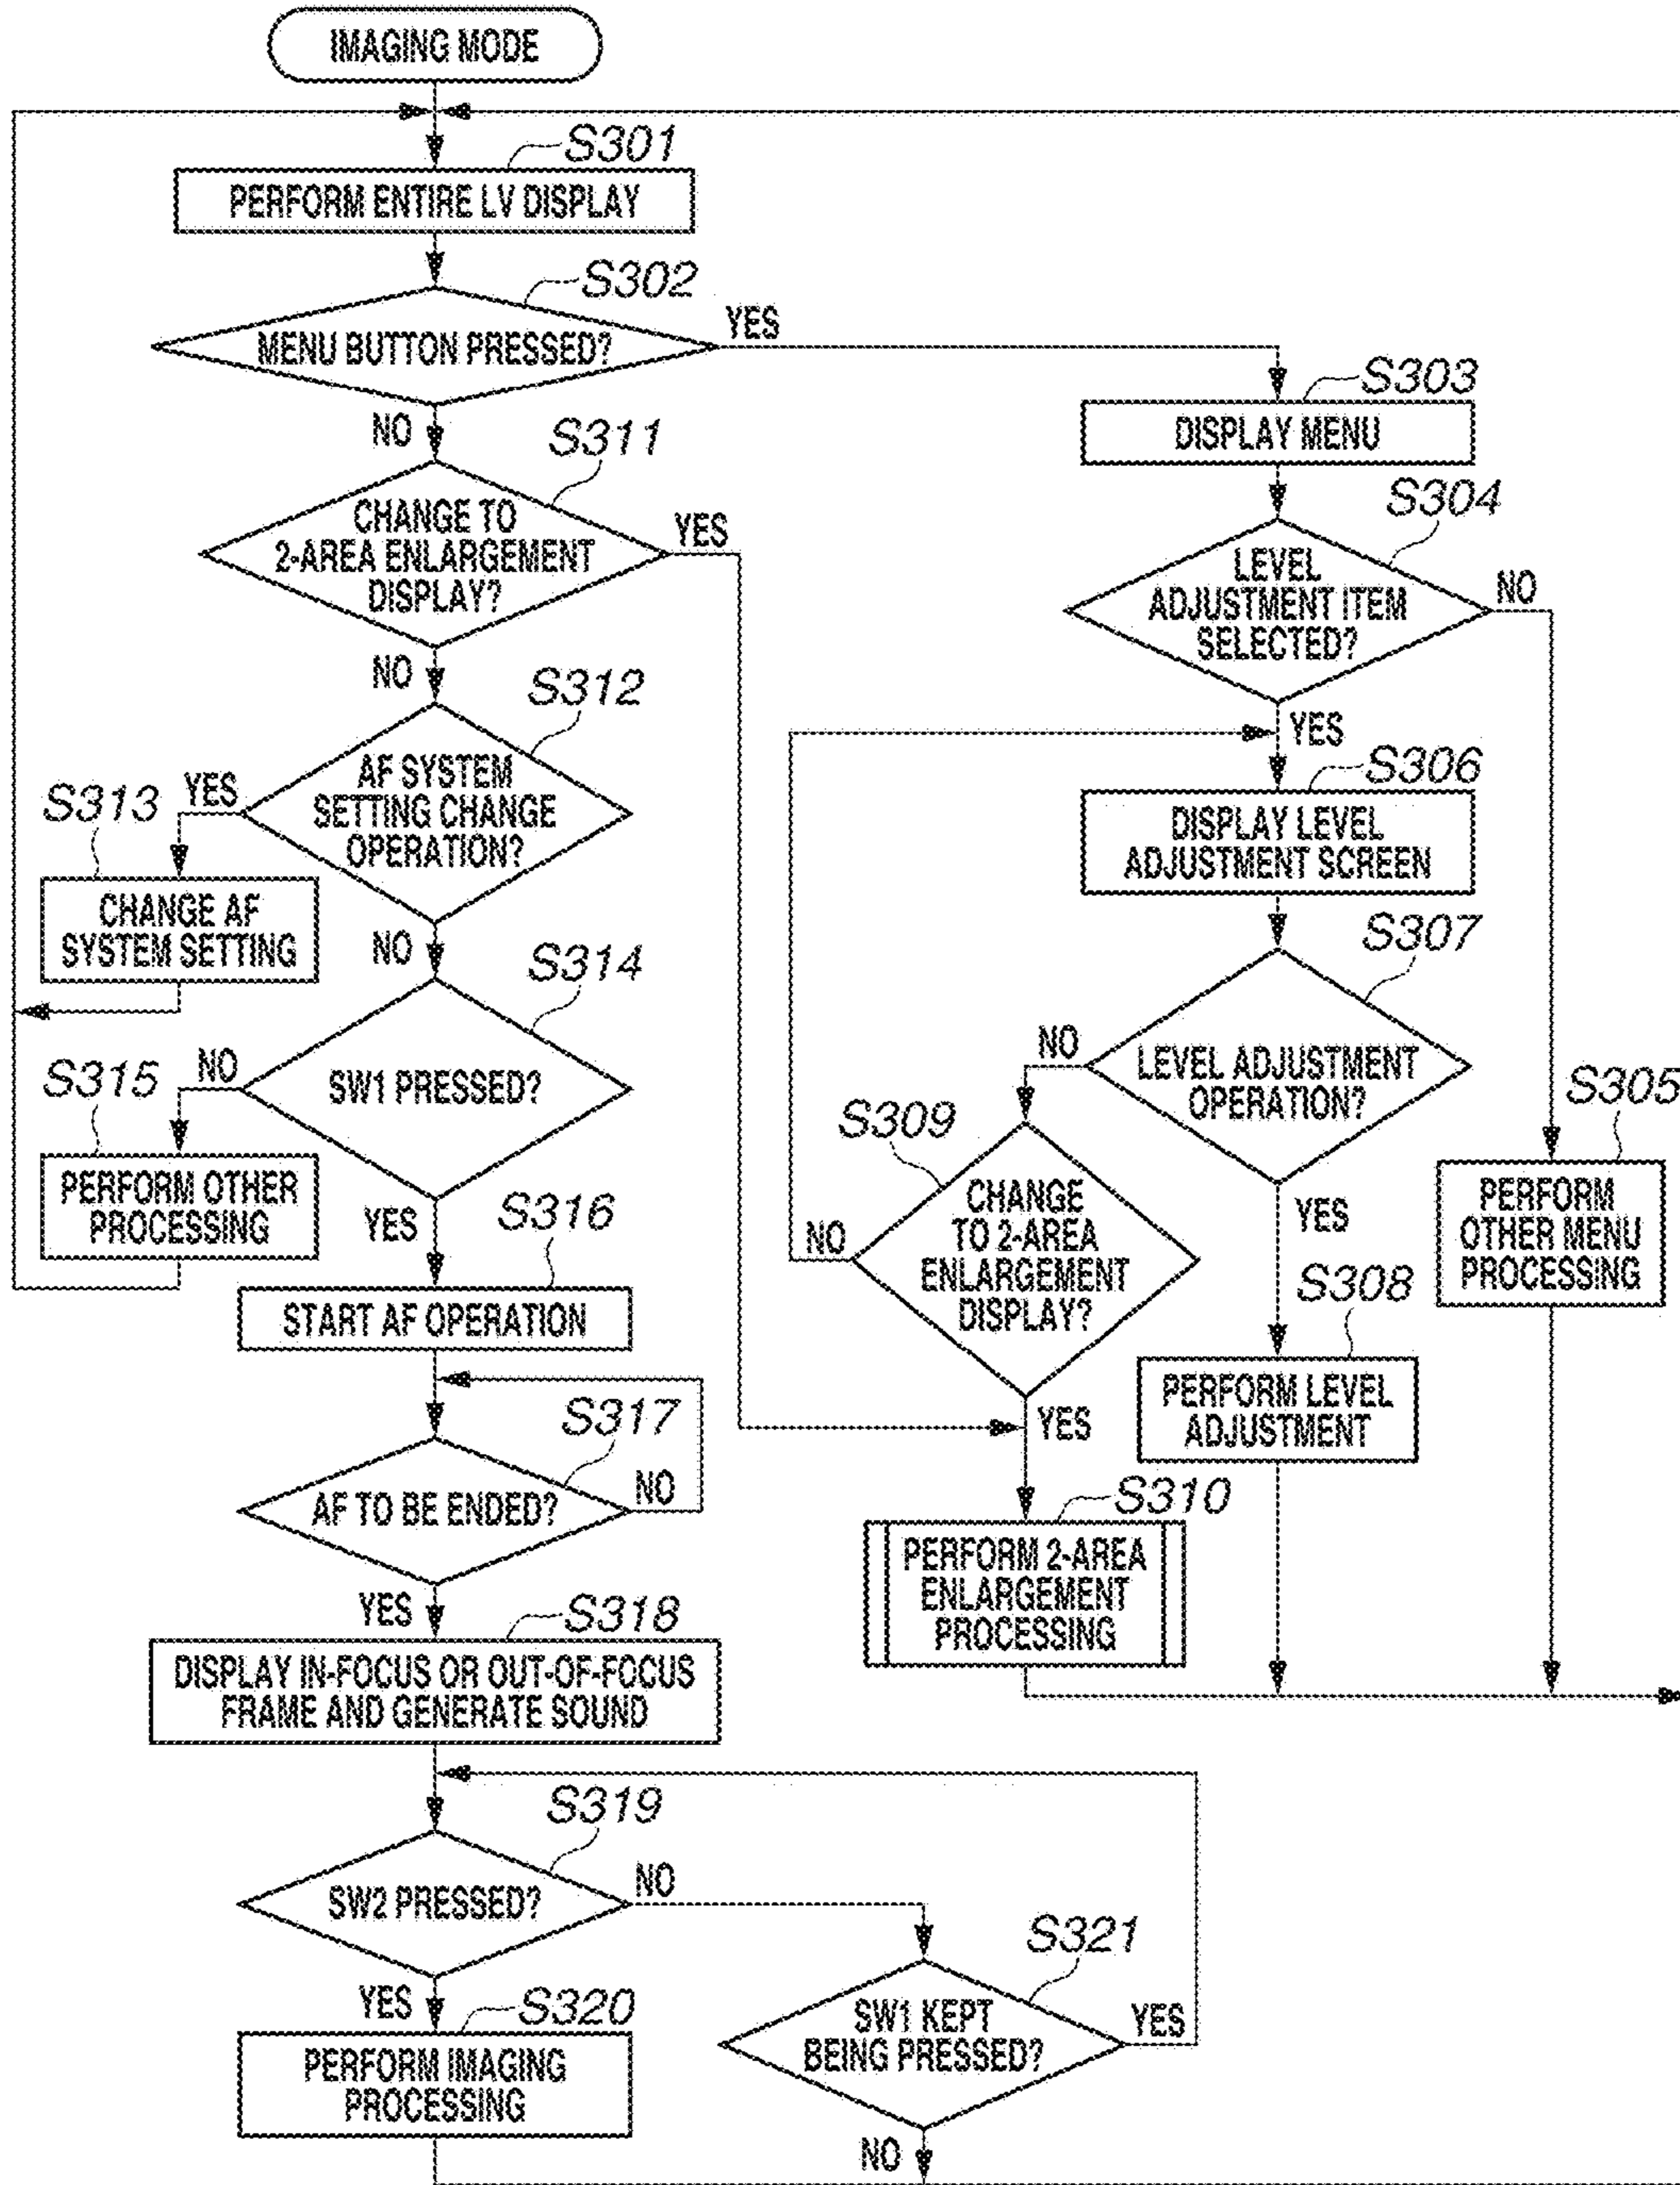 IMAGING MODE
S301
PERFORM ENTIRE LV DISPLAY
S302
MENU BUTTON PRESSED?
YES
NO
S303
DISPLAY MENU
S304
LEVEL
ADJUSTMENT ITEM
SELECTED?
NO
YES
S311
CHANGE TO
2-AREA ENLARGEMENT
DISPLAY?
YES
NO
S312
AF SYSTEM
SETTING CHANGE
OPERATION?
YES
NO
S313
CHANGE AF
SYSTEM SETTING
S306
DISPLAY LEVEL
ADJUSTMENT SCREEN
S307
LEVEL ADJUSTMENT
OPERATION?
NO
YES
S305
PERFORM
OTHER MENU
PROCESSING
S314
SW1 PRESSED?
NO
YES
S315
PERFORM OTHER
PROCESSING
S309
CHANGE
TO 2-AREA
ENLARGEMENT
DISPLAY?
NO
YES
S308
PERFORM LEVEL
ADJUSTMENT
S316
START AF OPERATION
S317
AF TO BE ENDED?
NO
YES
S310
PERFORM 2-AREA
ENLARGEMENT
PROCESSING
S318
DISPLAY IN-FOCUS OR OUT-OF-FOCUS
FRAME AND GENERATE SOUND
S319
SW2 PRESSED?
NO
YES
S320
PERFORM IMAGING
PROCESSING
S321
SW1 KEPT
BEING PRESSED?
YES
NO